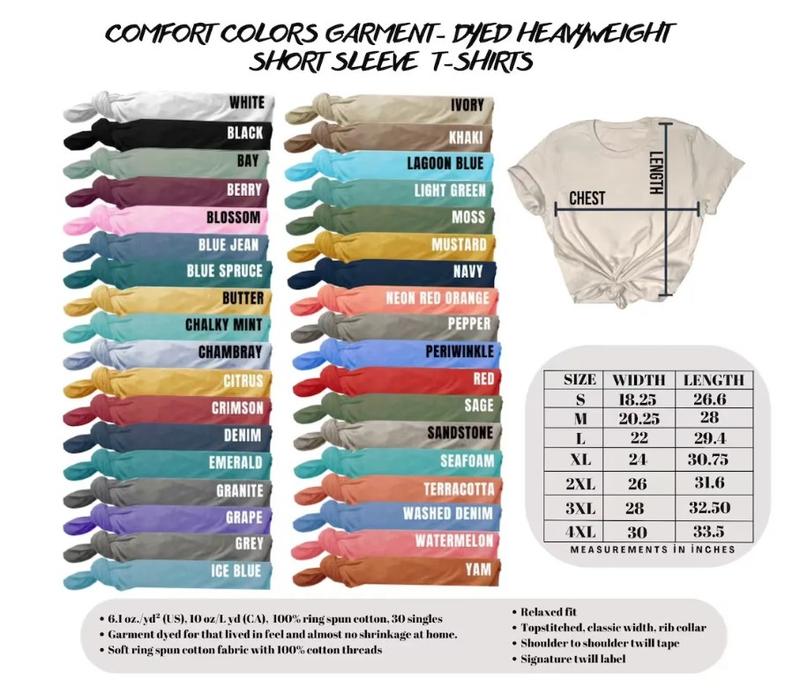 COMFORT COLORS GARMENT- DYED HEAVYWEIGHT
SHORT SLEEVE T-SHIRTS
WHITE
BLACK
BAY
BERRY
BLOSSOM
BLUE JEAN
BLUE SPRUCE
BUTTER
CHALKY MINT
CHAMBRAY
CITRUS
CRIMSON
DENIM
EMERALD
GRANITE
GRAPE
GREY
ICE BLUE
IVORY
KHAKI
LAGOON BLUE
LIGHT GREEN
MOSS
MUSTARD
NAVY
NEON RED ORANGE
PEPPER
PERIWINKLE
RED
SAGE
SANDSTONE
SEAFOAM
TERRACOTTA
WASHED DENIM
WATERMELON
YAM
CHEST
LENGTH
SIZE WIDTH LENGTH
S 18.25 26.6
M 20.25 28
L 22 29.4
XL 24 30.75
2XL 26 31.6
3XL 28 32.50
4XL 30 33.5
MEASUREMENTS İN İNCHES
• 6.1 oz./yd² (US), 10 oz/L yd (CA), 100% ring spun cotton, 30 singles
• Garment dyed for that lived in feel and almost no shrinkage at home.
• Soft ring spun cotton fabric with 100% cotton threads
• Relaxed fit
• Topstitched, classic width, rib collar
• Shoulder to shoulder twill tape
• Signature twill label